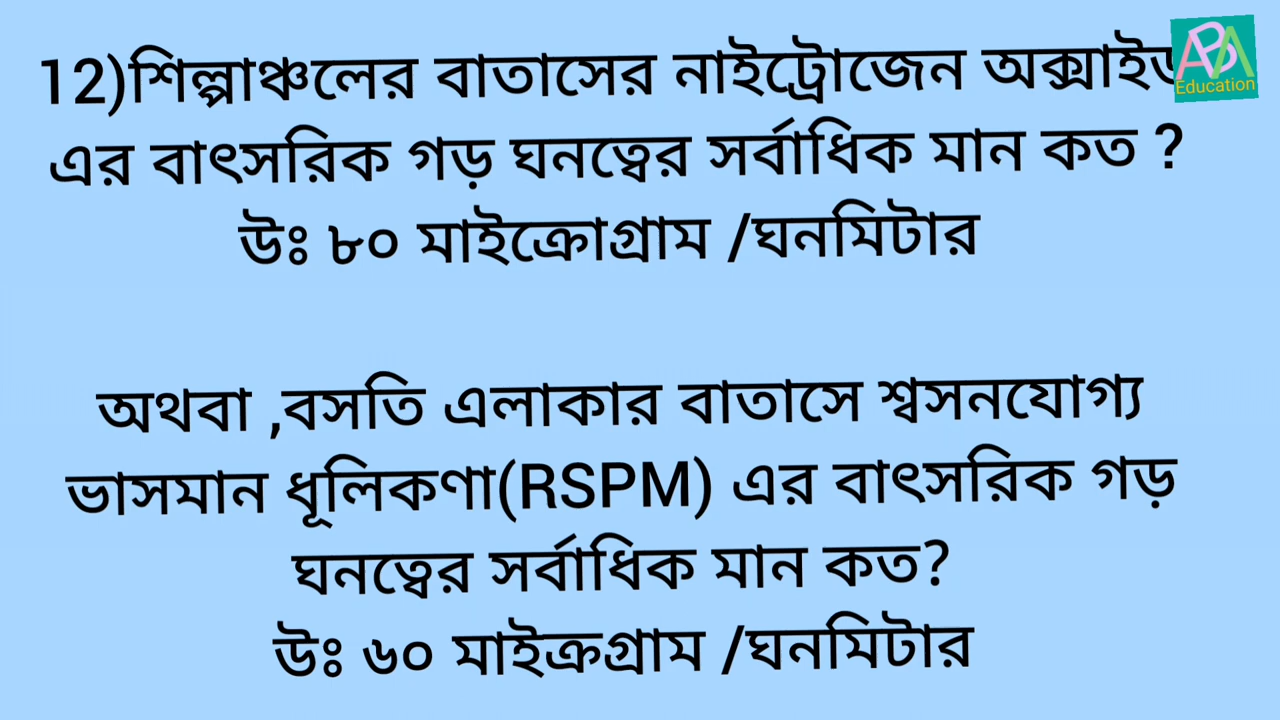 12)শিল্পাঞ্চলের বাতাসের নাইট্রোজেন অক্সাইড
এর বাৎসরিক গড় ঘনত্বের সর্বাধিক মান কত ?
উঃ ৮০ মাইক্রোগ্রাম /ঘনমিটার
অথবা ,বসতি এলাকার বাতাসে শ্বসনযোগ্য
ভাসমান ধূলিকণা(RSPM) এর বাৎসরিক গড়
ঘনত্বের সর্বাধিক মান কত?
উঃ ৬০ মাইক্রগ্রাম /ঘনমিটার
Education